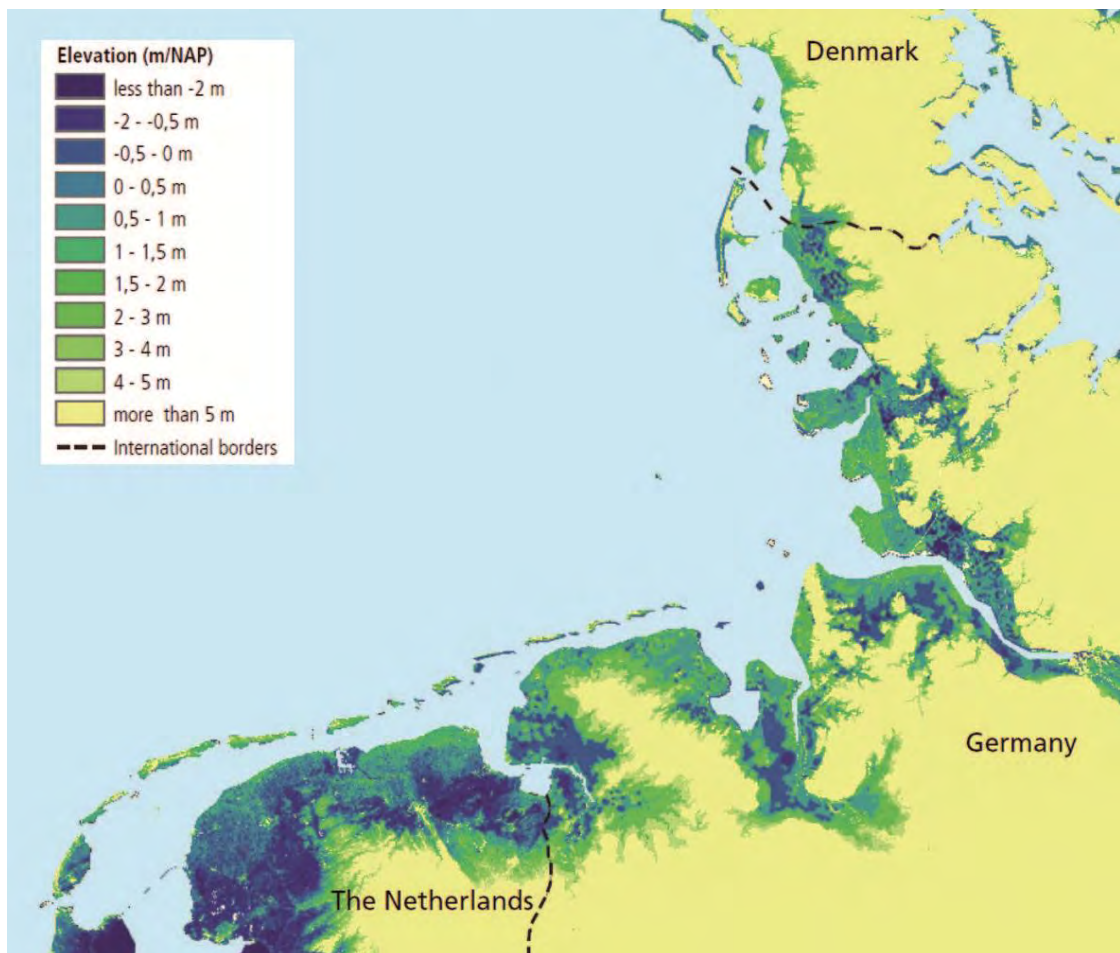 Elevation (m/NAP)
less than -2 m
-2 - -0,5 m
-0,5 - 0 m
0 - 0,5 m
0,5 - 1 m
1 - 1,5 m
1,5 - 2 m
2 - 3 m
3 - 4 m
4 - 5 m
more than 5 m
International borders
Denmark
Germany
The Netherlands